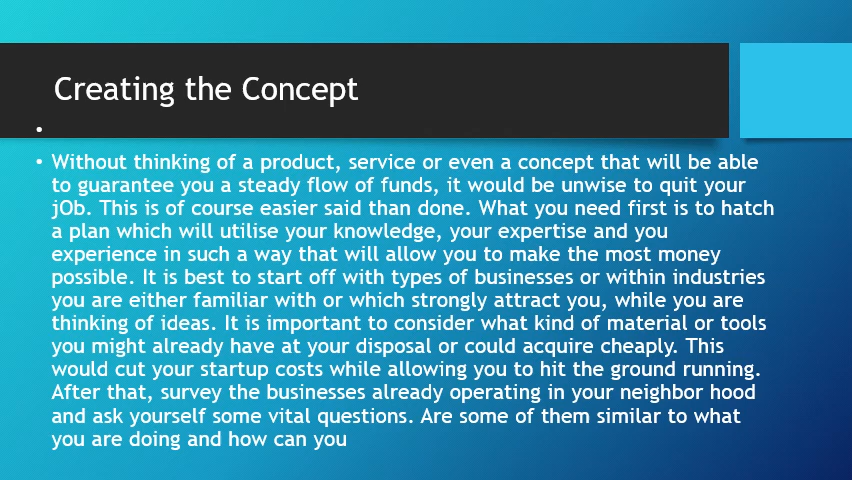 Creating the Concept
•
• Without thinking of a product, service or even a concept that will be able
to guarantee you a steady flow of funds, it would be unwise to quit your
jOb. This is of course easier said than done. What you need first is to hatch
a plan which will utilise your knowledge, your expertise and you
experience in such a way that will allow you to make the most money
possible. It is best to start off with types of businesses or within industries
you are either familiar with or which strongly attract you, while you are
thinking of ideas. It is important to consider what kind of material or tools
you might already have at your disposal or could acquire cheaply. This
would cut your startup costs while allowing you to hit the ground running.
After that, survey the businesses already operating in your neighbor hood
and ask yourself some vital questions. Are some of them similar to what
you are doing and how can you